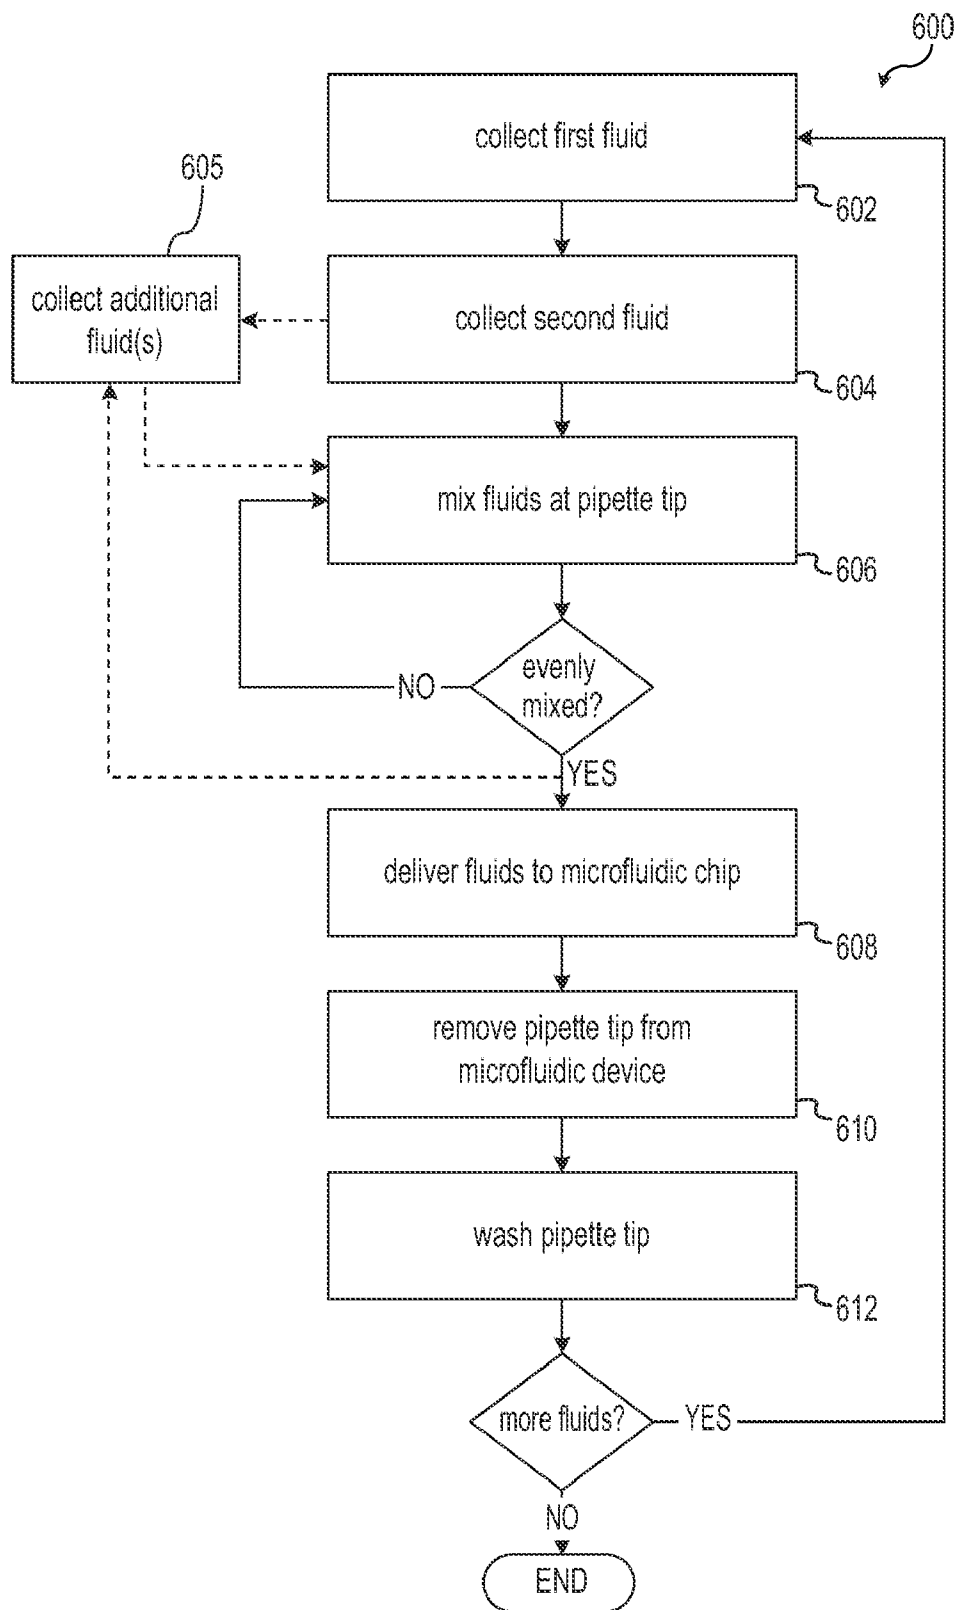 600
collect first fluid
602
605
collect additional
fluid(s)
collect second fluid
604
mix fluids at pipette tip
606
evenly
mixed?
NO
YES
deliver fluids to microfluidic chip
608
remove pipette tip from
microfluidic device
610
wash pipette tip
612
more fluids?
YES
NO
END